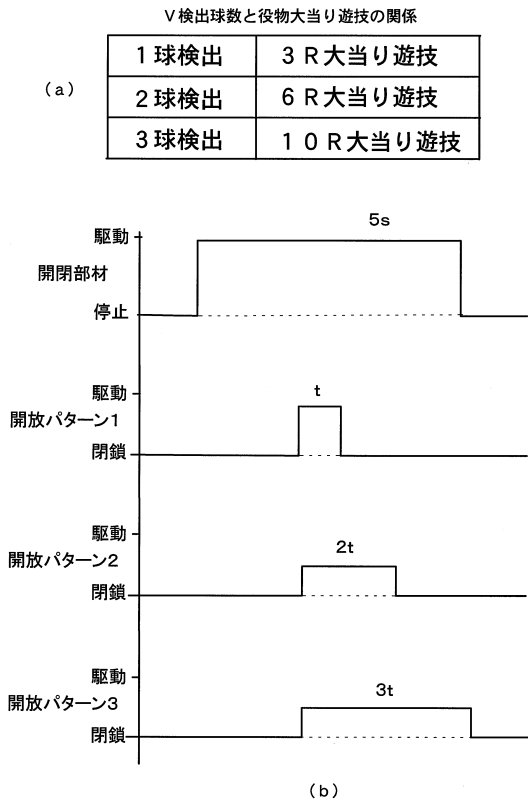 V検出球数と役物大当り遊技の関係
(a)
1球検出 3R大当り遊技
2球検出 6R大当り遊技
3球検出 10R大当り遊技
5s
駆動
開閉部材
停止
t
駆動
開放パターン1
閉鎖
2t
駆動
開放パターン2
閉鎖
3t
駆動
開放パターン3
閉鎖
(b)